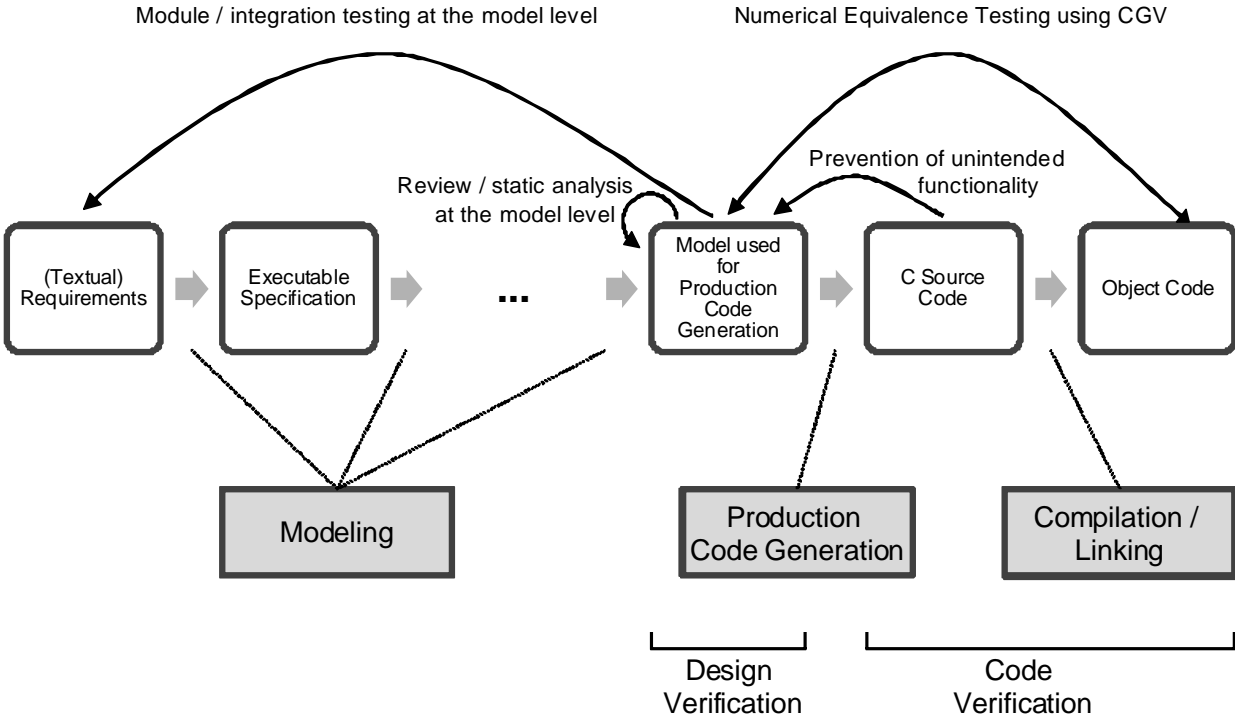 Module / integration testing at the model level
Numerical Equivalence Testing using CGV
Prevention of unintended
functionality
Review / static analysis
at the model level
(Textual)
Requirements
Executable
Specification
...
Model used
for
Production
Code
Generation
C Source
Code
Object Code
Modeling
Production
Code Generation
Compilation /
Linking
Design
Verification
Code
Verification